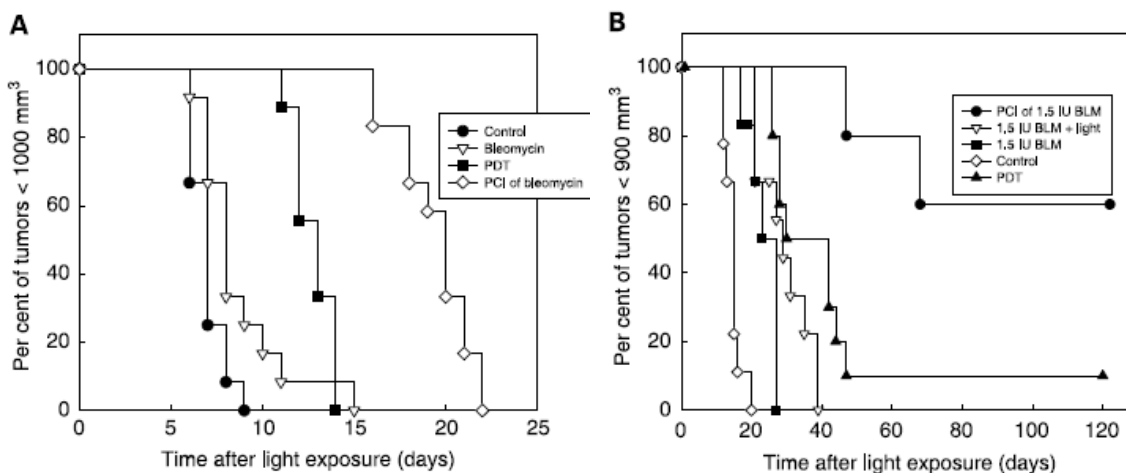 A
Per cent of tumors < 1000 mm³
100
80
60
40
20
0
0 5 10 15 20 25
Time after light exposure (days)
Control
Bleomycin
PDT
PCI of bleomycin
B
Per cent of tumors < 900 mm³
100
80
60
40
20
0
0 20 40 60 80 100 120
Time after light exposure (days)
PCI of 1.5 IU BLM
1.5 IU BLM + light
1.5 IU BLM
Control
PDT